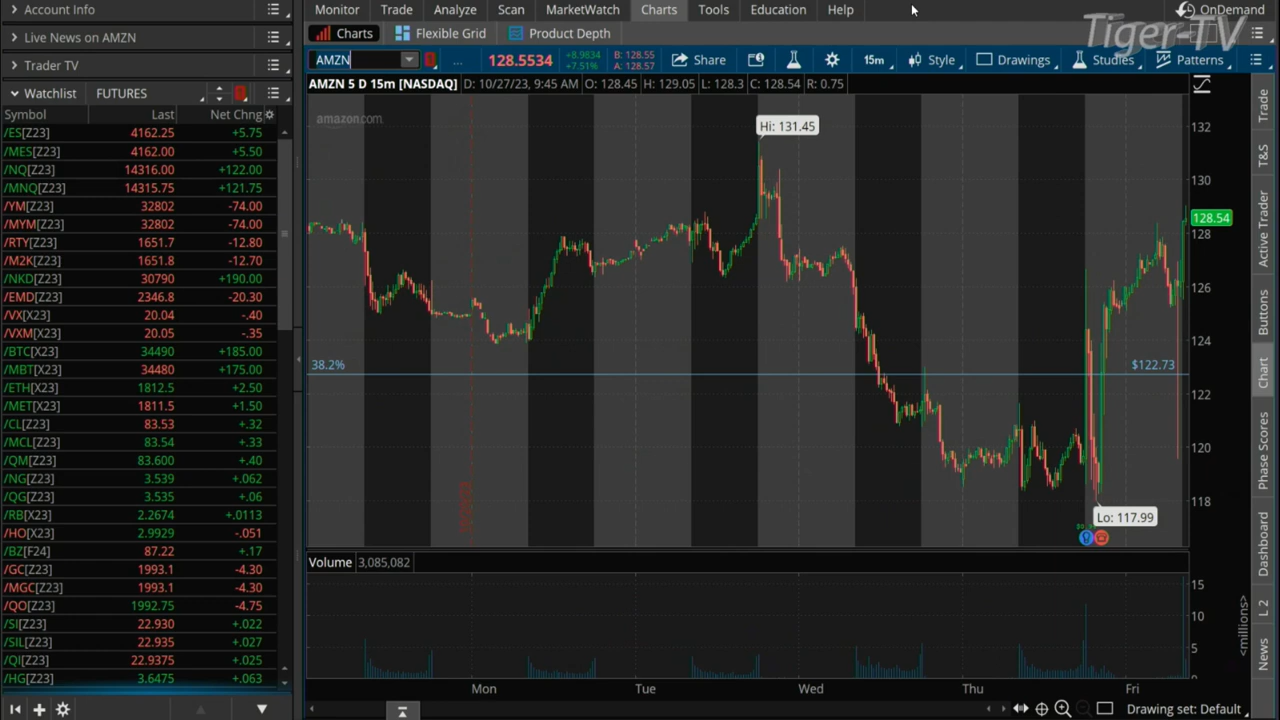 Account Info
Monitor Trade Analyze Scan MarketWatch Charts Tools Education Help OnDemand
Tiger-TV
Live News on AMZN
Charts Flexible Grid Product Depth
Trader TV
AMZN 128.5534 +8.9834 +7.51% B: 128.55 A: 128.57 Share 15m Style Drawings Studies Patterns
Watchlist FUTURES
AMZN 5 D 15m [NASDAQ] D: 10/27/23, 9:45 AM O: 128.45 H: 129.05 L: 128.3 C: 128.54 R: 0.75
Symbol Last Net Chng
/ES[Z23] 4162.25 +5.75
/MES[Z23] 4162.00 +5.50
/NQ[Z23] 14316.00 +122.00
/MNQ[Z23] 14315.75 +121.75
/YM[Z23] 32802 -74.00
/MYM[Z23] 32802 -74.00
/RTY[Z23] 1651.7 -12.80
/M2K[Z23] 1651.8 -12.70
/NKD[Z23] 30790 +190.00
/EMD[Z23] 2346.8 -20.30
/VX[X23] 20.04 -.40
/VXM[X23] 20.05 -.35
/BTC[X23] 34490 +185.00
/MBT[X23] 34480 +175.00
/ETH[X23] 1812.5 +2.50
/MET[X23] 1811.5 +1.50
/CL[Z23] 83.53 +.32
/MCL[Z23] 83.54 +.33
/QM[Z23] 83.600 +.40
/NG[Z23] 3.539 +.062
/QG[Z23] 3.535 +.06
/RB[X23] 2.2674 +.0113
/HO[X23] 2.9929 -.051
/BZ[F24] 87.22 +.17
/GC[Z23] 1993.1 -4.30
/MGC[Z23] 1993.1 -4.30
/QO[Z23] 1992.75 -4.75
/SI[Z23] 22.930 +.022
/SIL[Z23] 22.935 +.027
/QI[Z23] 22.9375 +.025
/HG[Z23] 3.6475 +.063
amazon.com
Hi: 131.45
132
130
128.54
128
126
124
38.2% $122.73
122
120
118
Lo: 117.99
Volume 3,085,082
15
10
5
<millions>
Mon Tue Wed Thu Fri
Drawing set: Default
Trade
T&S
Active Trader
Buttons
Chart
Phase Scores
Dashboard
L 2
News